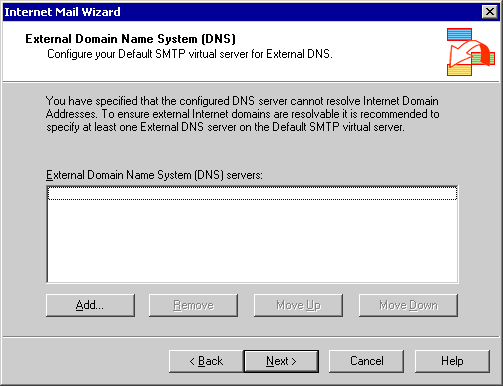 Internet Mail Wizard
External Domain Name System (DNS)
Configure your Default SMTP virtual server for External DNS.
You have specified that the configured DNS server cannot resolve Internet Domain
Addresses. To ensure external Internet domains are resolvable it is recommended to
specify at least one External DNS server on the Default SMTP virtual server.
External Domain Name System (DNS) servers:
Add... Remove Move Up Move Down
< Back Next > Cancel Help